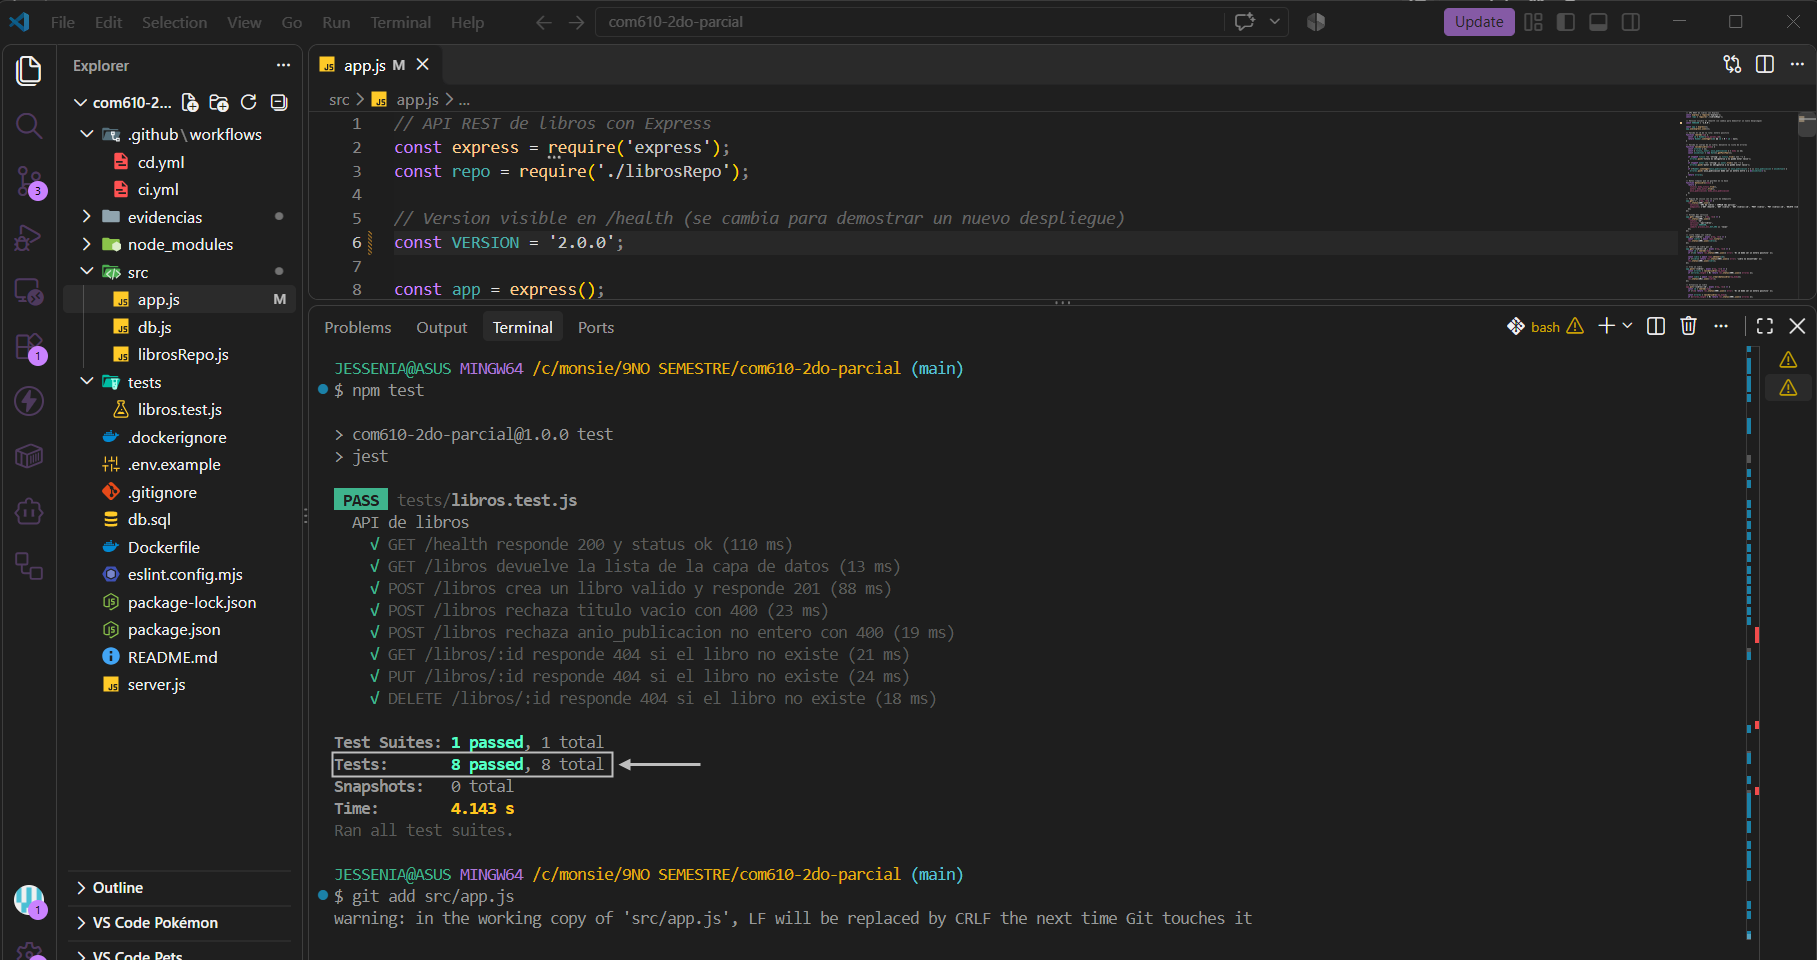 File Edit Selection View Go Run Terminal Help
com610-2do-parcial
Update
Explorer
com610-2...
.github\workflows
cd.yml
ci.yml
evidencias
node_modules
src
app.js M
db.js
librosRepo.js
tests
libros.test.js
.dockerignore
.env.example
.gitignore
db.sql
Dockerfile
eslint.config.mjs
package-lock.json
package.json
README.md
server.js
Outline
VS Code Pokémon
VS Code Pets
3
1
1
app.js M
src > app.js > ...
1 // API REST de libros con Express
2 const express = require('express');
3 const repo = require('./librosRepo');
4
5 // Version visible en /health (se cambia para demostrar un nuevo despliegue)
6 const VERSION = '2.0.0';
7
8 const app = express();
Problems Output Terminal Ports
bash
JESSENIA@ASUS MINGW64 /c/monsie/9NO SEMESTRE/com610-2do-parcial (main)
$ npm test
> com610-2do-parcial@1.0.0 test
> jest
PASS tests/libros.test.js
API de libros
√ GET /health responde 200 y status ok (110 ms)
√ GET /libros devuelve la lista de la capa de datos (13 ms)
√ POST /libros crea un libro valido y responde 201 (88 ms)
√ POST /libros rechaza titulo vacio con 400 (23 ms)
√ POST /libros rechaza anio_publicacion no entero con 400 (19 ms)
√ GET /libros/:id responde 404 si el libro no existe (21 ms)
√ PUT /libros/:id responde 404 si el libro no existe (24 ms)
√ DELETE /libros/:id responde 404 si el libro no existe (18 ms)
Test Suites: 1 passed, 1 total
Tests: 8 passed, 8 total
Snapshots: 0 total
Time: 4.143 s
Ran all test suites.
JESSENIA@ASUS MINGW64 /c/monsie/9NO SEMESTRE/com610-2do-parcial (main)
$ git add src/app.js
warning: in the working copy of 'src/app.js', LF will be replaced by CRLF the next time Git touches it